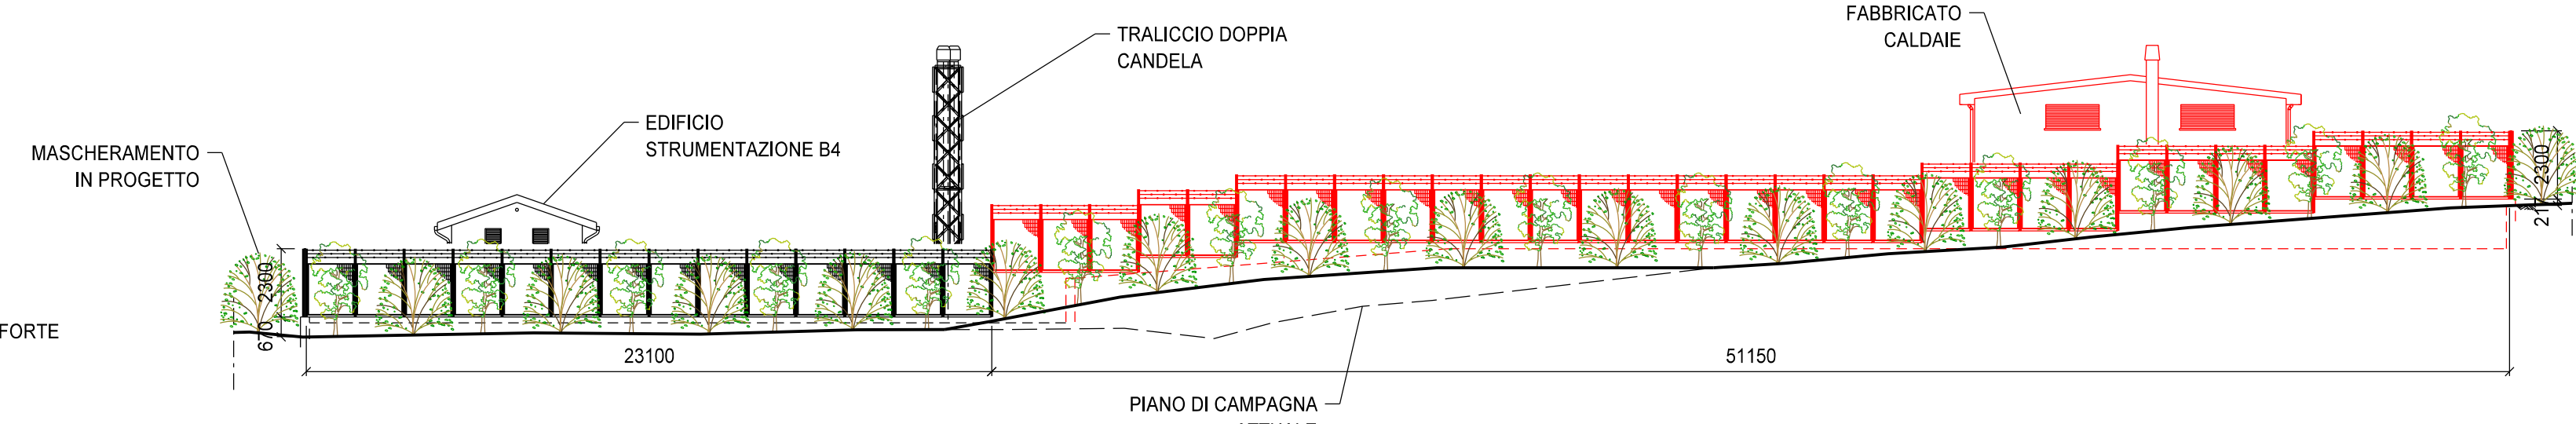 FABBRICATO
CALDAIE
TRALICCIO DOPPIA
CANDELA
EDIFICIO
STRUMENTAZIONE B4
MASCHERAMENTO
IN PROGETTO
2300
217
2300
670
FORTE
23100
51150
PIANO DI CAMPAGNA